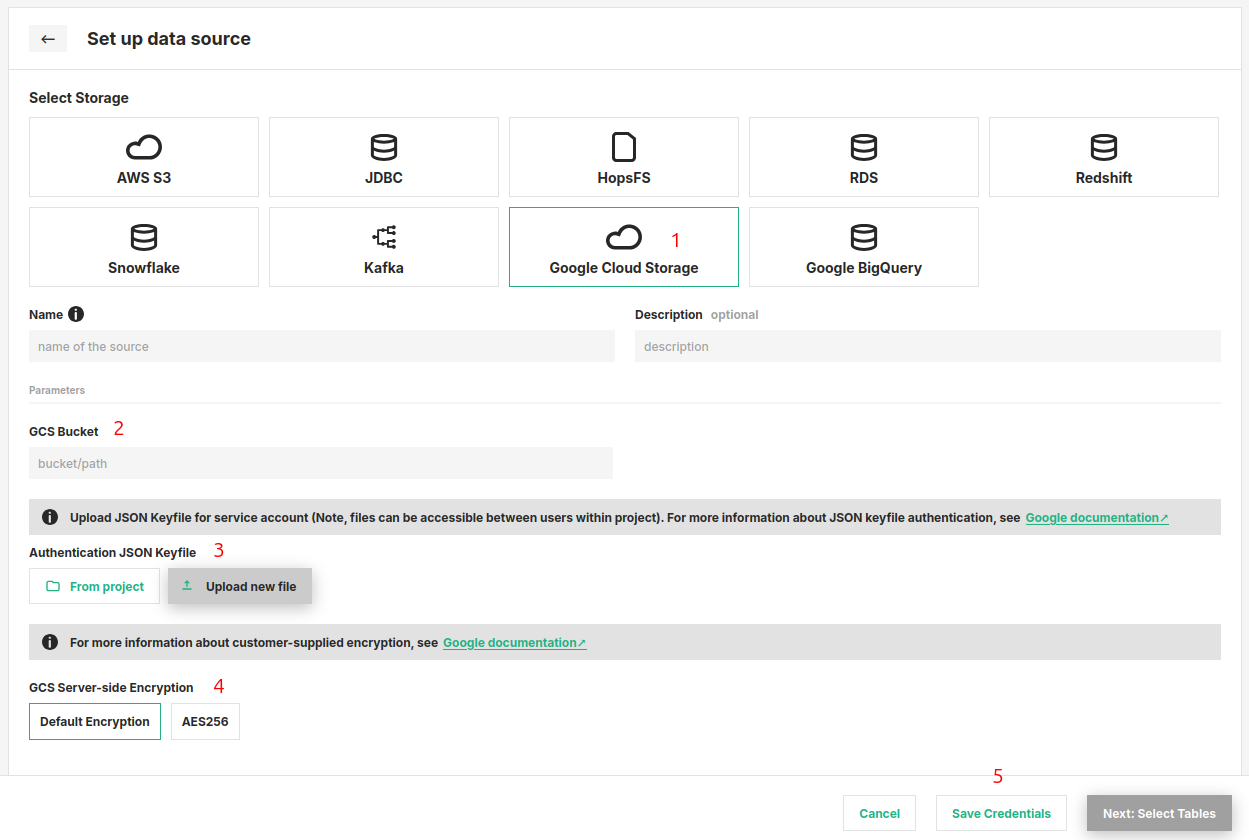 Set up data source
Select Storage
AWS S3
JDBC
HopsFS
RDS
Redshift
Snowflake
Kafka
1
Google Cloud Storage
Google BigQuery
Name
Description optional
name of the source
description
Parameters
GCS Bucket 2
bucket/path
Upload JSON Keyfile for service account (Note, files can be accessible between users within project). For more information about JSON keyfile authentication, see Google documentation↗
Authentication JSON Keyfile 3
From project
Upload new file
For more information about customer-supplied encryption, see Google documentation↗
GCS Server-side Encryption 4
Default Encryption
AES256
5
Cancel
Save Credentials
Next: Select Tables